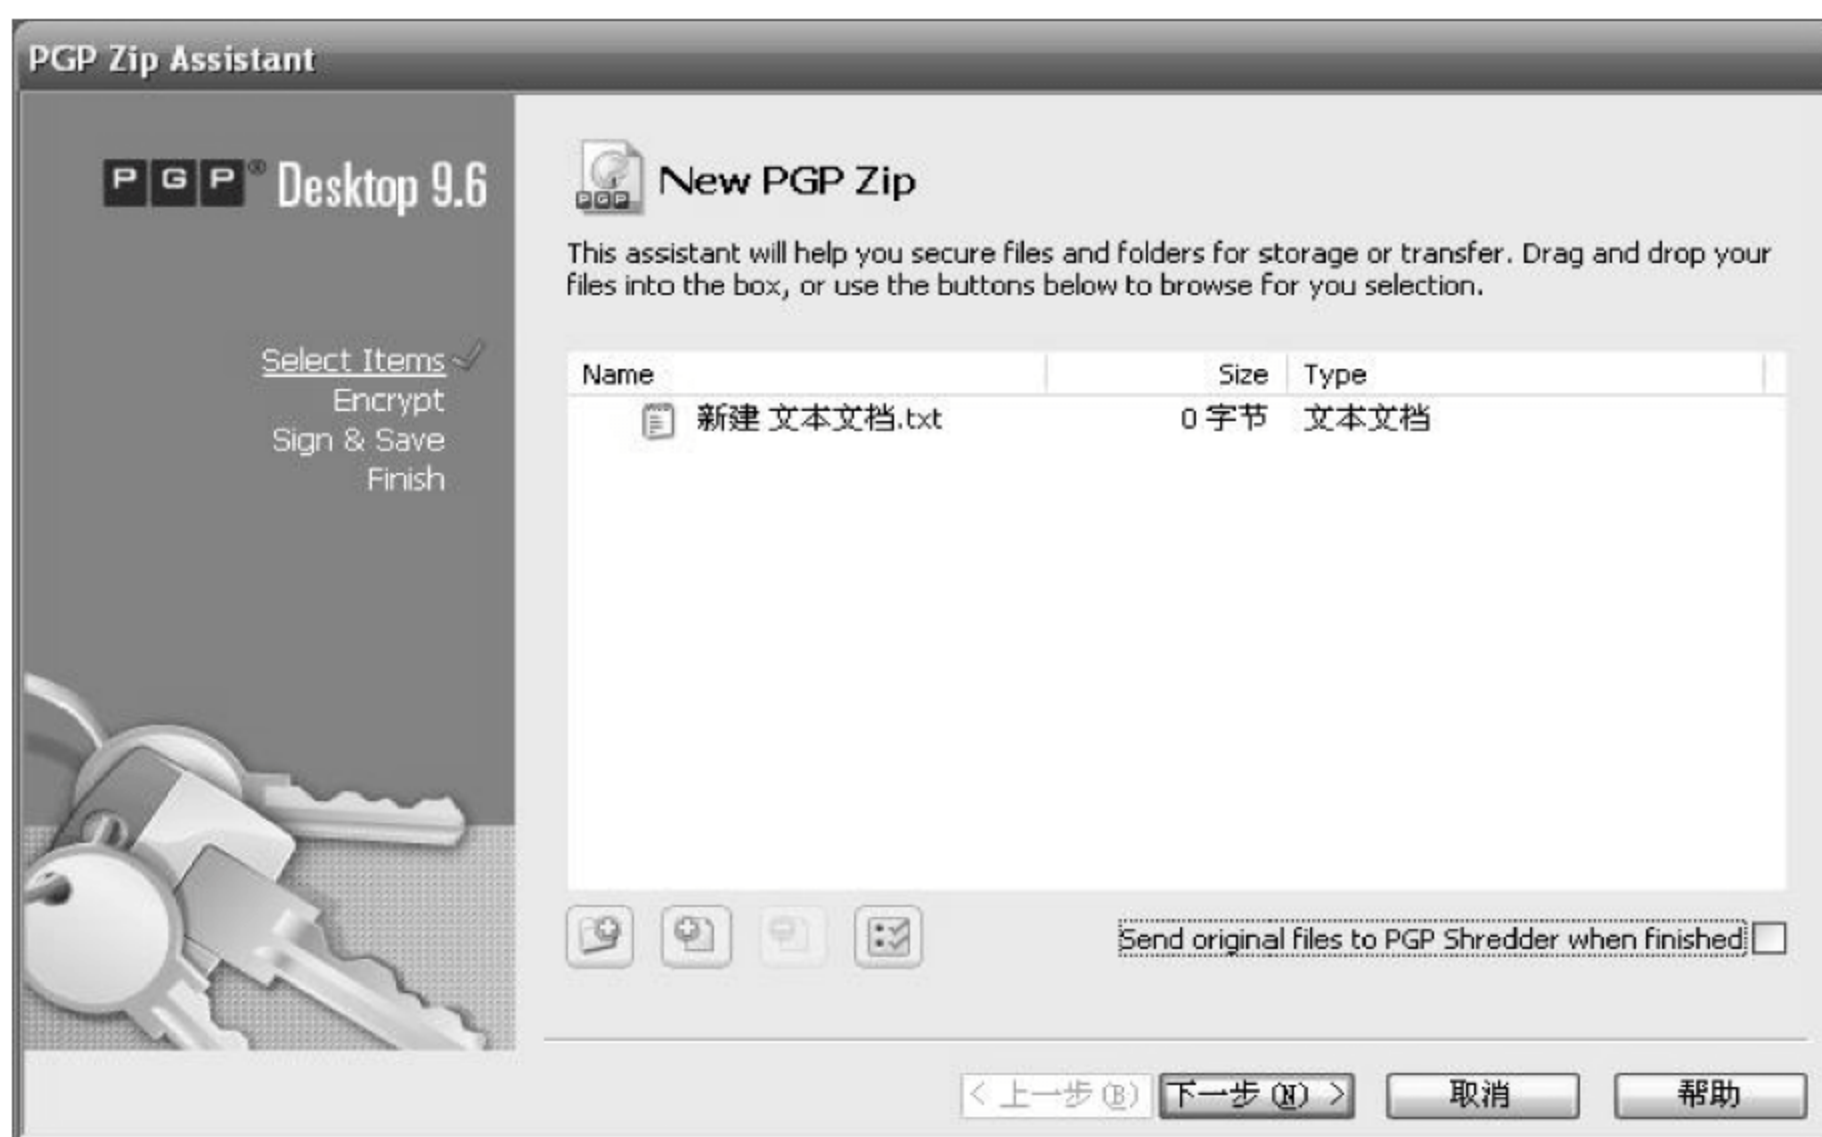 PGP Zip Assistant
PGP® Desktop 9.6
Select Items
Encrypt
Sign & Save
Finish
PGP
New PGP Zip
This assistant will help you secure files and folders for storage or transfer. Drag and drop your
files into the box, or use the buttons below to browse for you selection.
Name Size Type
新建 文本文档.txt 0 字节 文本文档
Send original files to PGP Shredder when finished
< 上一步(B) 下一步(N) > 取消 帮助